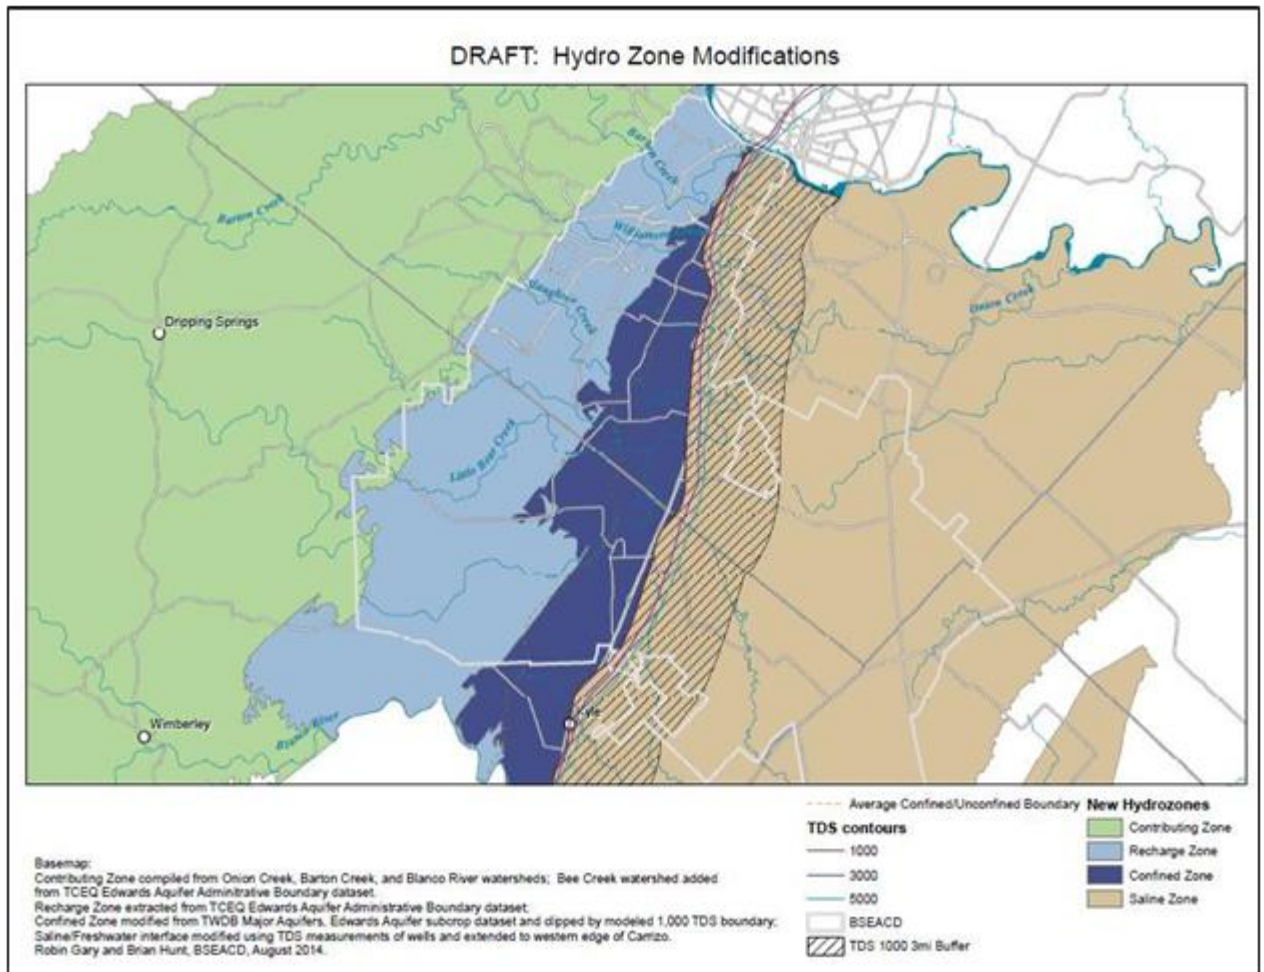 DRAFT: Hydro Zone Modifications
Barton Creek
Barton Creek
Williamson
Slaughter Creek
Onion Creek
Dripping Springs
Little Bear Creek
Wimberley
Blanco River
Kyle
Average Confined/Unconfined Boundary
TDS contours
1000
3000
5000
BSEACD
TDS 1000 3mi Buffer
New Hydrozones
Contributing Zone
Recharge Zone
Confined Zone
Saline Zone
Basemap:
Contributing Zone compiled from Onion Creek, Barton Creek, and Blanco River watersheds; Bee Creek watershed added
from TCEQ Edwards Aquifer Adminitrative Boundary dataset.
Recharge Zone extracted from TCEQ Edwards Aquifer Administrative Boundary dataset;
Confined Zone modified from TWDB Major Aquifers, Edwards Aquifer subcrop dataset and clipped by modeled 1,000 TDS boundary;
Saline/Freshwater interface modified using TDS measurements of wells and extended to western edge of Carrizo.
Robin Gary and Brian Hunt, BSEACD, August 2014.